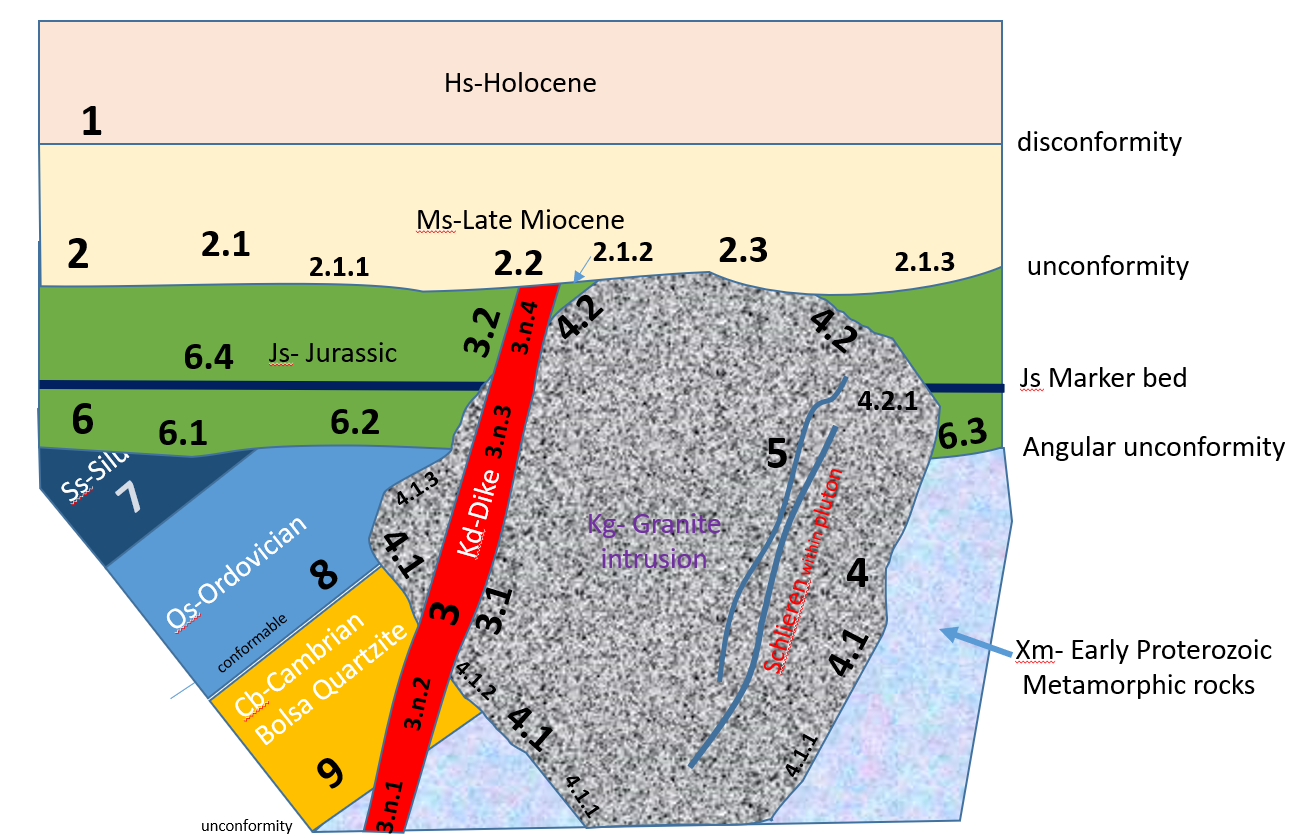 Hs-Holocene
1
disconformity
Ms-Late Miocene
2
2.1
2.1.1
2.2
2.1.2
2.3
2.1.3
unconformity
3.2
3.n.4
4.2
4.2
6.4
Js- Jurassic
Js Marker bed
4.2.1
6
6.1
6.2
3.n.3
5
6.3
Angular unconformity
Ss-Silu
7
4.1.3
Kd-Dike
Kg- Granite
intrusion
Schlieren within pluton
4.1
Os-Ordovician
8
4
conformable
3
3.1
4.1
Cb-Cambrian
Bolsa Quartzite
Xm- Early Proterozoic
Metamorphic rocks
4.1.2
3.n.2
4.1
9
4.1.1
4.1.1
3.n.1
unconformity